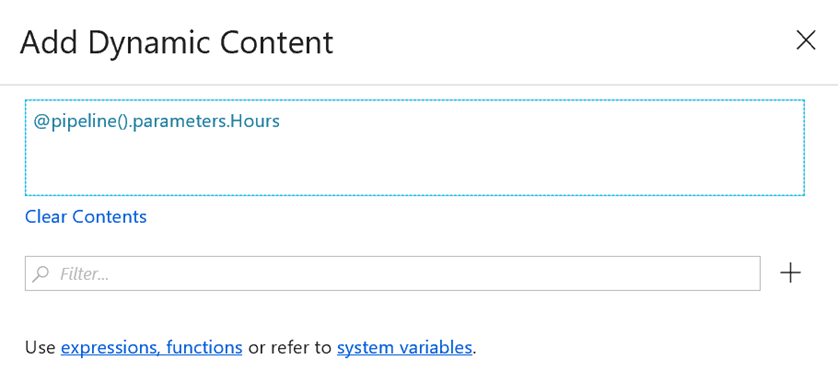 Add Dynamic Content
@pipeline().parameters.Hours
Clear Contents
Filter...
Use expressions, functions or refer to system variables.